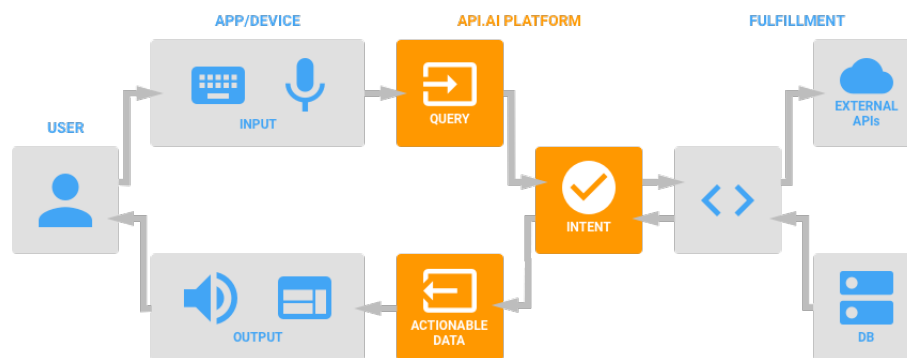 APP/DEVICE
API.AI PLATFORM
FULFILLMENT
INPUT
QUERY
EXTERNAL
APIs
USER
INTENT
OUTPUT
ACTIONABLE
DATA
DB